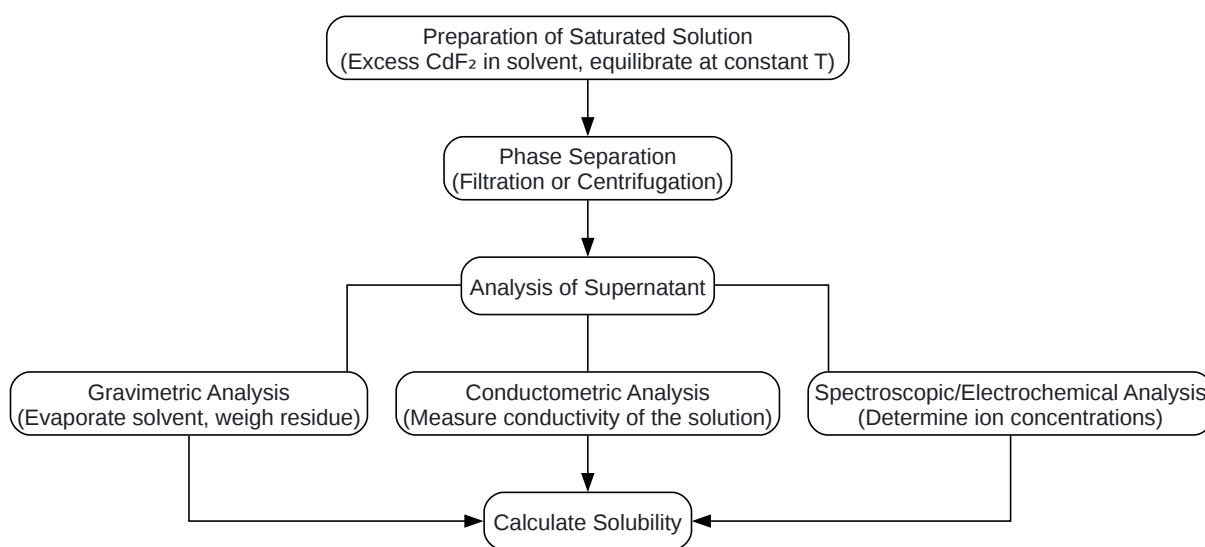 Preparation of Saturated Solution
(Excess CdF₂ in solvent, equilibrate at constant T)
Phase Separation
(Filtration or Centrifugation)
Analysis of Supernatant
Gravimetric Analysis
(Evaporate solvent, weigh residue)
Conductometric Analysis
(Measure conductivity of the solution)
Spectroscopic/Electrochemical Analysis
(Determine ion concentrations)
Calculate Solubility